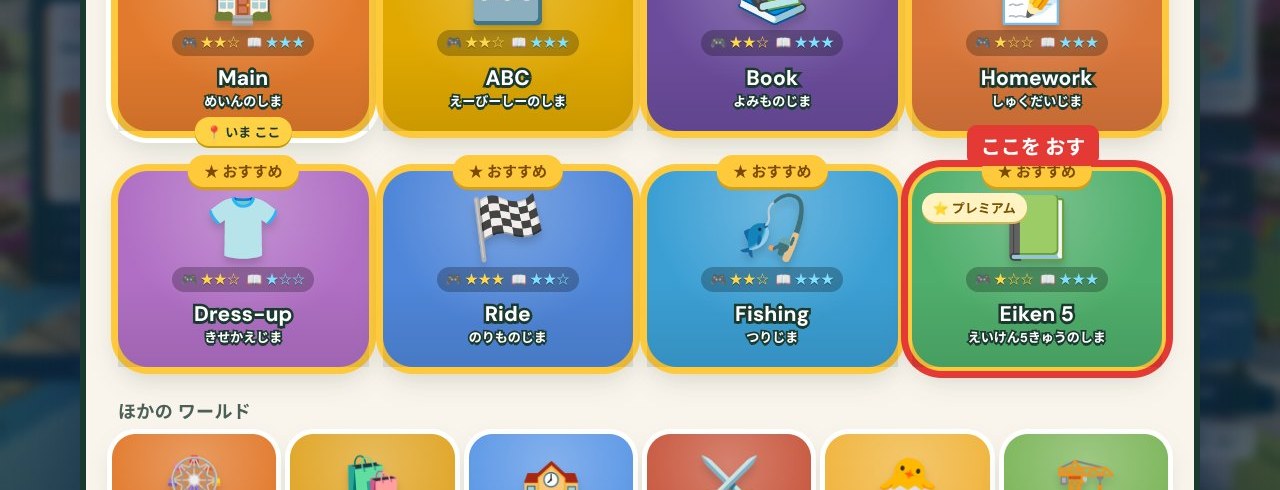 🎮 ★★☆ 📖 ★★★
Main
めいんのしま
📍 いま ここ
🎮 ★★☆ 📖 ★★★
ABC
えーびーしーのしま
🎮 ★★☆ 📖 ★★★
Book
よみものじま
🎮 ★☆☆ 📖 ★★★
Homework
しゅくだいじま
★ おすすめ
🎮 ★★☆ 📖 ★☆☆
Dress-up
きせかえじま
★ おすすめ
🎮 ★★★ 📖 ★★☆
Ride
のりものじま
★ おすすめ
🎮 ★★☆ 📖 ★★★
Fishing
つりじま
ここを おす
★ おすすめ
⭐ プレミアム
🎮 ★☆☆ 📖 ★★★
Eiken 5
えいけん5きゅうのしま
ほかの ワールド